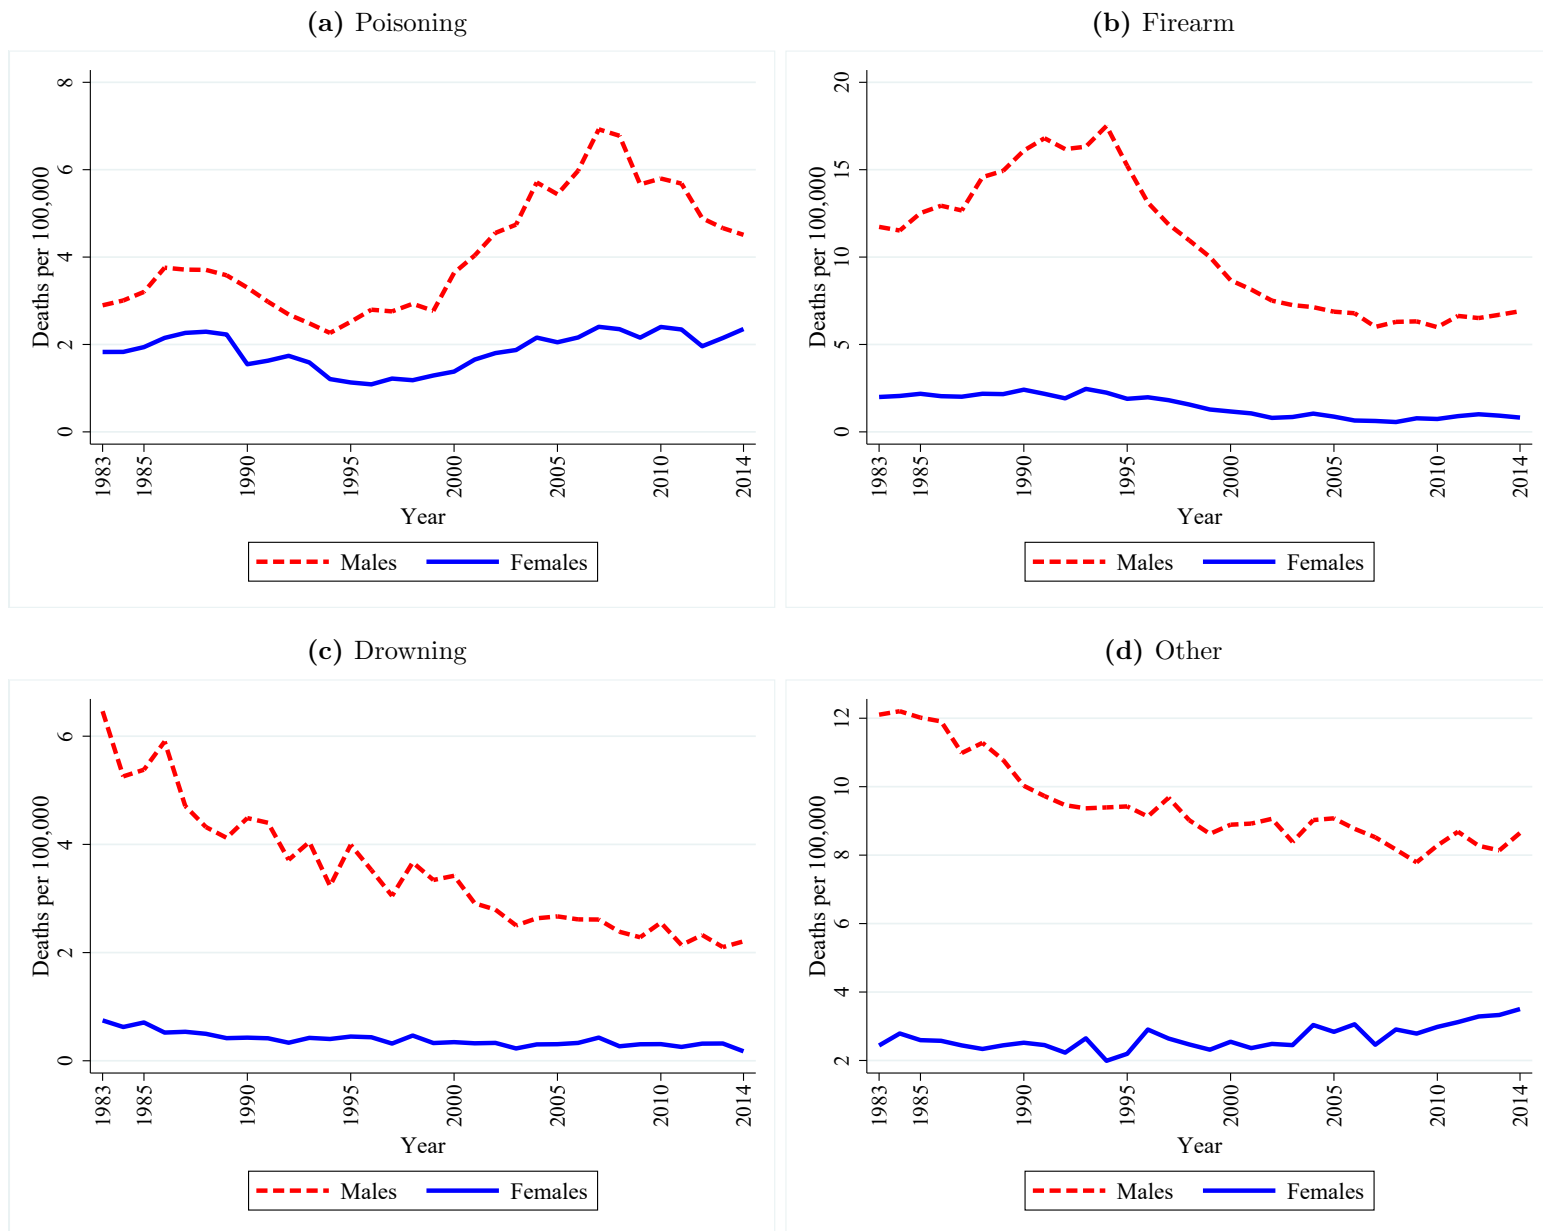 (a) Poisoning
Deaths per 100,000
8
6
4
2
0
1983 1985 1990 1995 2000 2005 2010 2014
Year
Males Females
(b) Firearm
Deaths per 100,000
20
15
10
5
0
1983 1985 1990 1995 2000 2005 2010 2014
Year
Males Females
(c) Drowning
Deaths per 100,000
6
4
2
0
1983 1985 1990 1995 2000 2005 2010 2014
Year
Males Females
(d) Other
Deaths per 100,000
12
10
8
6
4
2
1983 1985 1990 1995 2000 2005 2010 2014
Year
Males Females